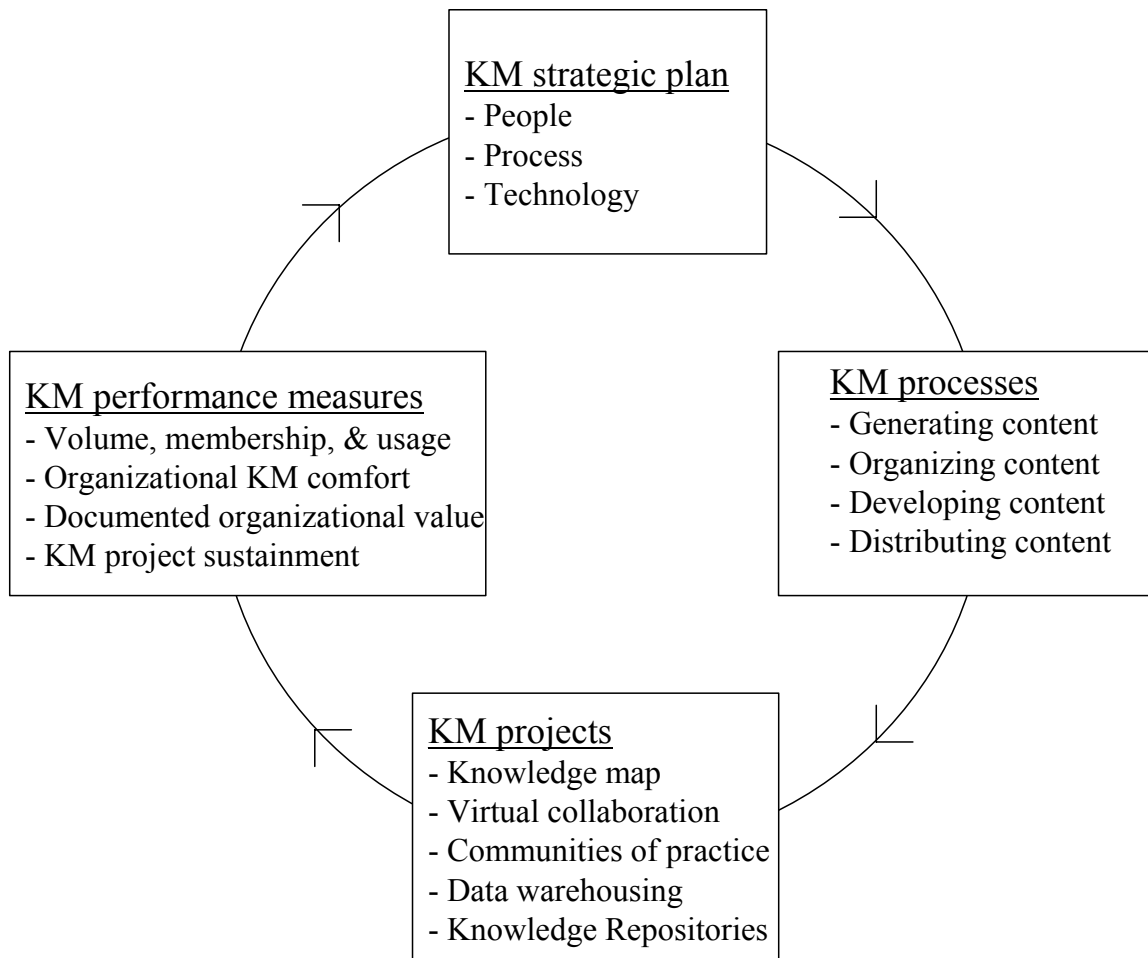 KM strategic plan
- People
- Process
- Technology
KM performance measures
- Volume, membership, & usage
- Organizational KM comfort
- Documented organizational value
- KM project sustainment
KM processes
- Generating content
- Organizing content
- Developing content
- Distributing content
KM projects
- Knowledge map
- Virtual collaboration
- Communities of practice
- Data warehousing
- Knowledge Repositories